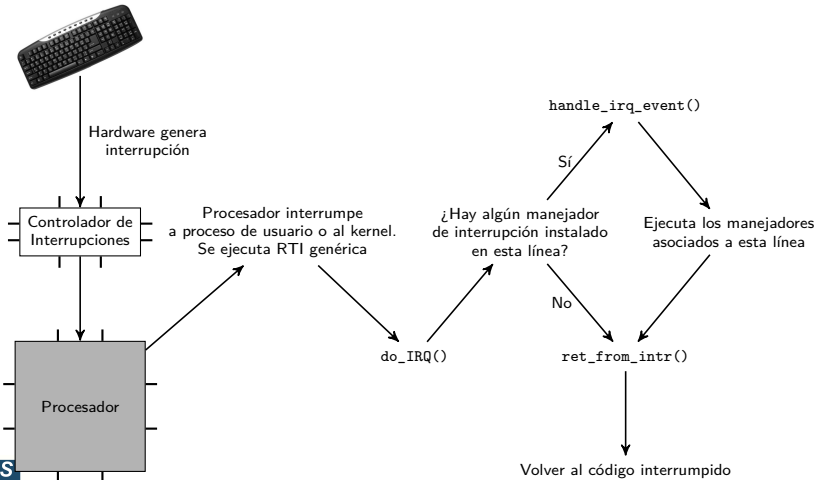 Hardware genera
interrupción
Controlador de
Interrupciones
Procesador
Procesador interrumpe
a proceso de usuario o al kernel.
Se ejecuta RTI genérica
do_IRQ()
¿Hay algún manejador
de interrupción instalado
en esta línea?
Sí
No
handle_irq_event()
Ejecuta los manejadores
asociados a esta línea
ret_from_intr()
Volver al código interrumpido
S